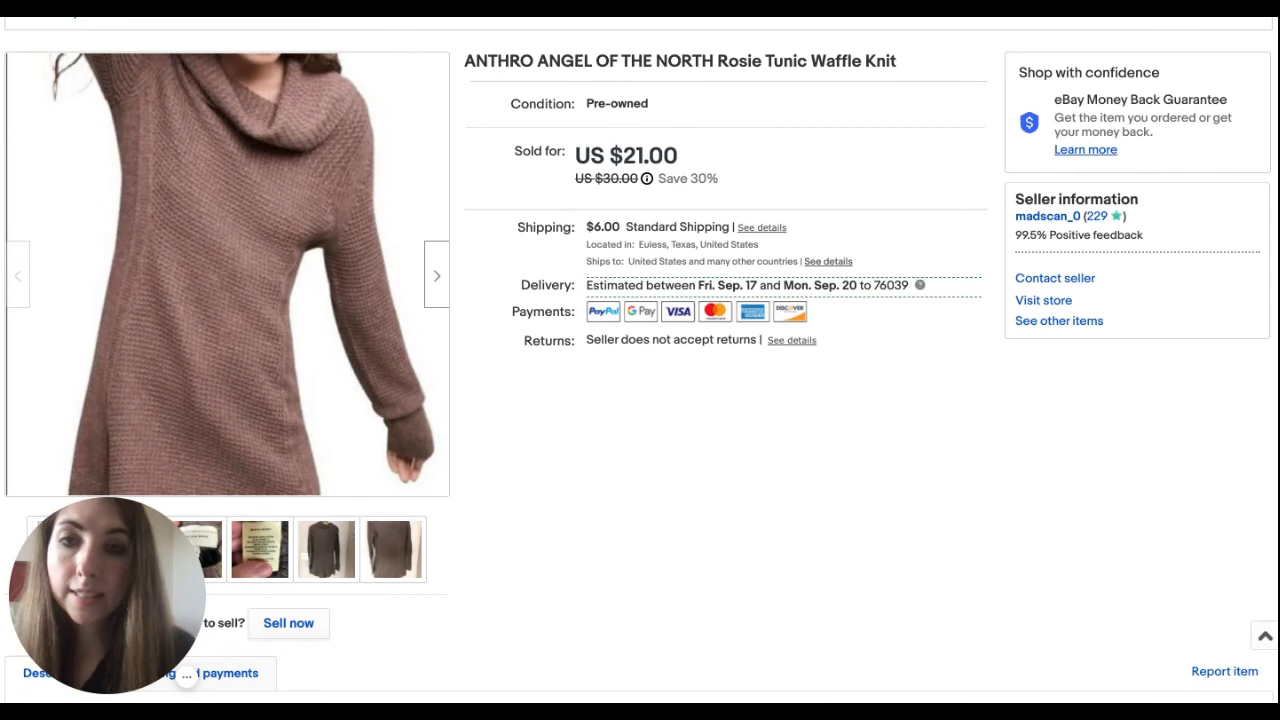 ANTHRO ANGEL OF THE NORTH Rosie Tunic Waffle Knit
Condition: Pre-owned
Sold for: US $21.00
US $30.00 Save 30%
Shipping: $6.00 Standard Shipping | See details
Located in: Euless, Texas, United States
Ships to: United States and many other countries | See details
Delivery: Estimated between Fri. Sep. 17 and Mon. Sep. 20 to 76039
Payments: PayPal G Pay VISA
DISCOVER
Returns: Seller does not accept returns | See details
Shop with confidence
eBay Money Back Guarantee
Get the item you ordered or get
your money back.
Learn more
Seller information
madscan_0 (229)
99.5% Positive feedback
Contact seller
Visit store
See other items
to sell? Sell now
payments
Report item